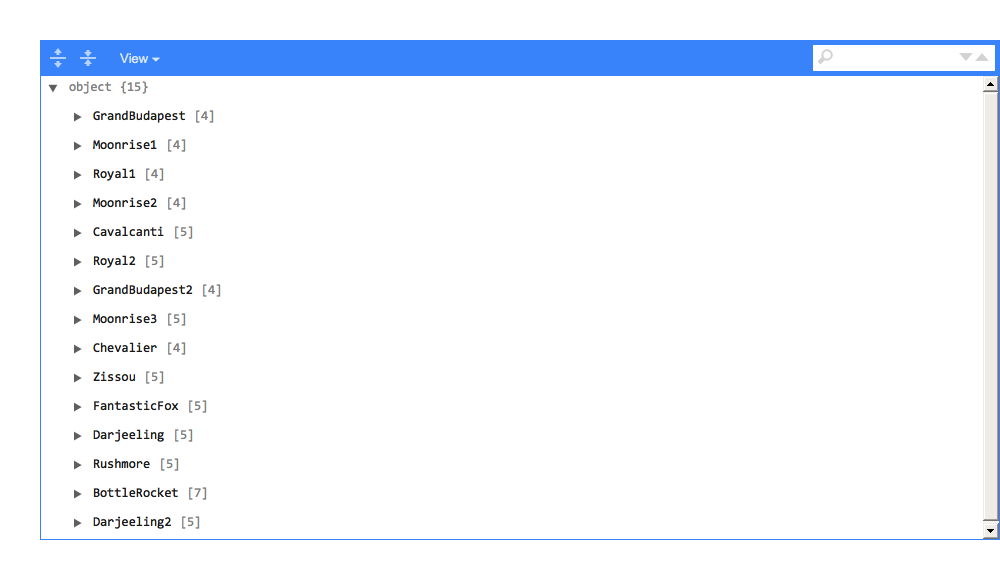 View
object {15}
GrandBudapest [4]
Moonrise1 [4]
Royal1 [4]
Moonrise2 [4]
Cavalcanti [5]
Royal2 [5]
GrandBudapest2 [4]
Moonrise3 [5]
Chevalier [4]
Zissou [5]
FantasticFox [5]
Darjeeling [5]
Rushmore [5]
BottleRocket [7]
Darjeeling2 [5]